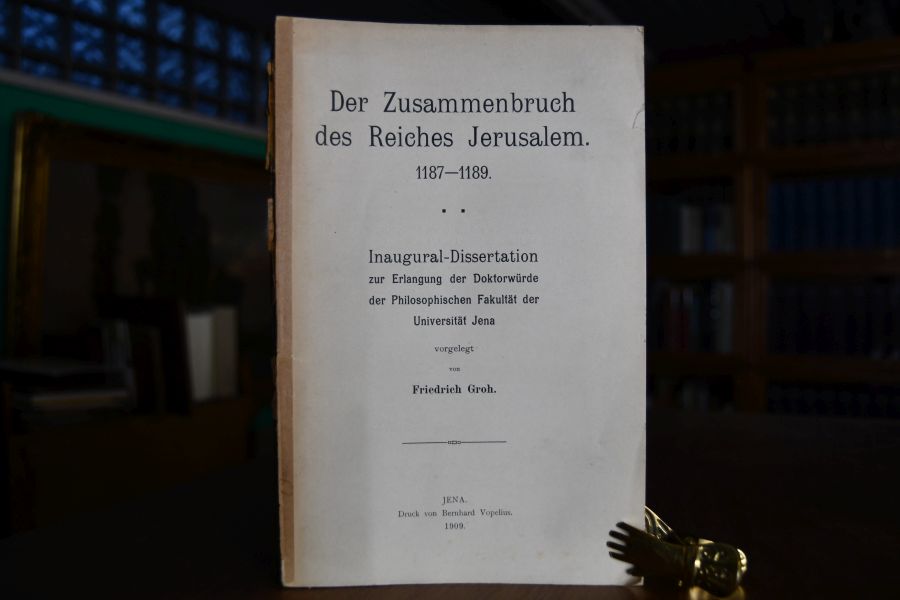 Der Zusammenbruch
des Reiches Jerusalem.
1187—1189.
Inaugural-Dissertation
zur Erlangung der Doktorwürde
der Philosophischen Fakultät der
Universität Jena
vorgelegt
von
Friedrich Groh.
JENA.
Druck von Bernhard Vopelius.
1909.